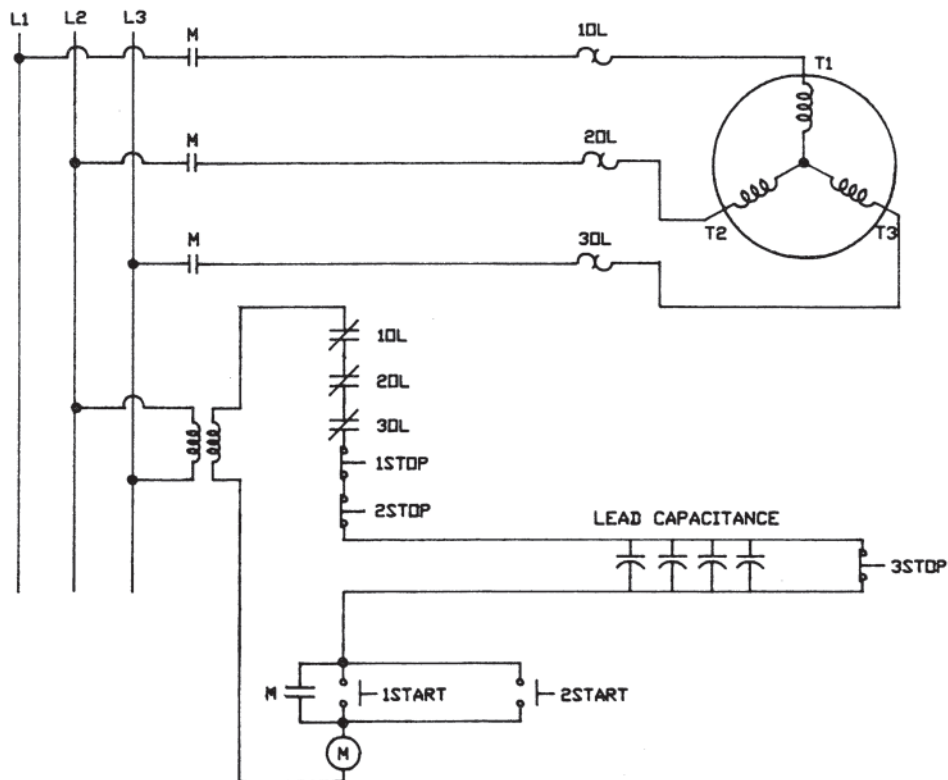 L1 L2 L3
M
1OL
T1
M
2OL
T2
T3
M
3OL
1OL
2OL
3OL
1STOP
2STOP
LEAD CAPACITANCE
3STOP
M
1START
2START
M